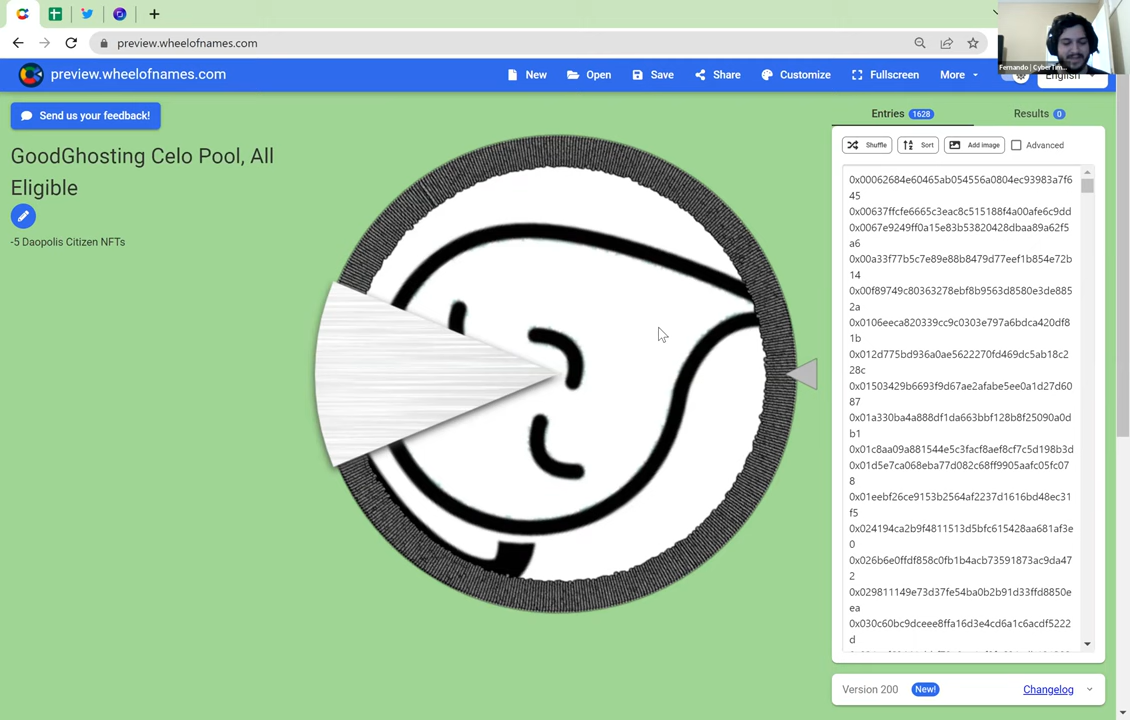 preview.wheelofnames.com
Fernando | CyberTim...
preview.wheelofnames.com New Open Save Share Customize Fullscreen More English
Send us your feedback!
Entries 1628 Results 0
GoodGhosting Celo Pool, All
Eligible
-5 Daopolis Citizen NFTs
Shuffle Sort Add image Advanced
0x00062684e60465ab054556a0804ec93983a7f6
45
0x00637ffcfe6665c3eac8c515188f4a00afe6c9dd
0x0067e9249ff0a15e83b53820428dbaa89a62f5
a6
0x00a33f77b5c7e89e88b8479d77eef1b854e72b
14
0x00f89749c80363278ebf8b9563d8580e3de885
2a
0x0106eeca820339cc9c0303e797a6bdca420df8
1b
0x012d775bd936a0ae5622270fd469dc5ab18c2
28c
0x01503429b6693f9d67ae2afabe5ee0a1d27d60
87
0x01a330ba4a888df1da663bbf128b8f25090a0d
b1
0x01c8aa09a881544e5c3facf8aef8cf7c5d198b3d
0x01d5e7ca068eba77d082c68ff9905aafc05fc07
8
0x01eebf26ce9153b2564af2237d1616bd48ec31
f5
0x024194ca2b9f4811513d5bfc615428aa681af3e
0
0x026b6e0ffdf858c0fb1b4acb73591873ac9da47
2
0x029811149e73d37fe54ba0b2b91d33ffd8850e
ea
0x030c60bc9dceee8ffa16d3e4cd6a1c6acdf5222
d
Version 200 New! Changelog